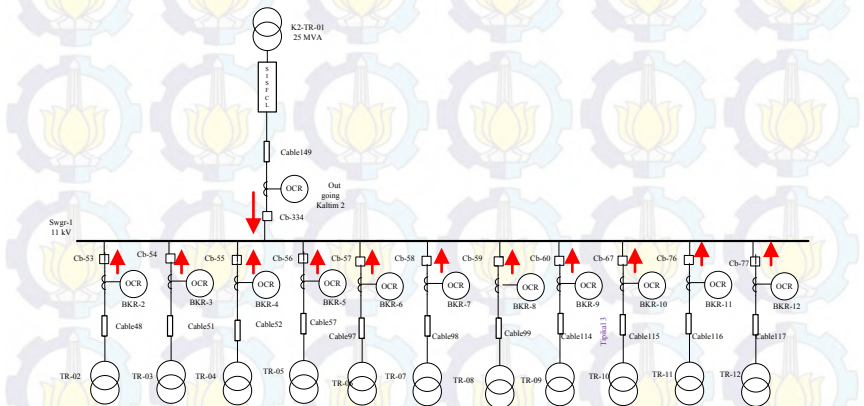 K2-TR-01
25 MVA
SISFCL
Cable149
OCR
Out
going
Kaltim 2
Cb-334
Swgr-1
11 kV
Cb-53
Cb-54
Cb-55
Cb-56
Cb-57
Cb-58
Cb-59
Cb-60
Cb-67
Cb-76
Cb-77
OCR
OCR
OCR
OCR
OCR
OCR
OCR
OCR
OCR
OCR
OCR
BKR-2
BKR-3
BKR-4
BKR-5
BKR-6
BKR-7
BKR-8
BKR-9
BKR-10
BKR-11
BKR-12
Cable48
Cable51
Cable52
Cable57
Cable97
Cable98
Cable99
Cable114
Tipikal3
Cable115
Cable116
Cable117
TR-02
TR-03
TR-04
TR-05
TR-06
TR-07
TR-08
TR-09
TR-10
TR-11
TR-12